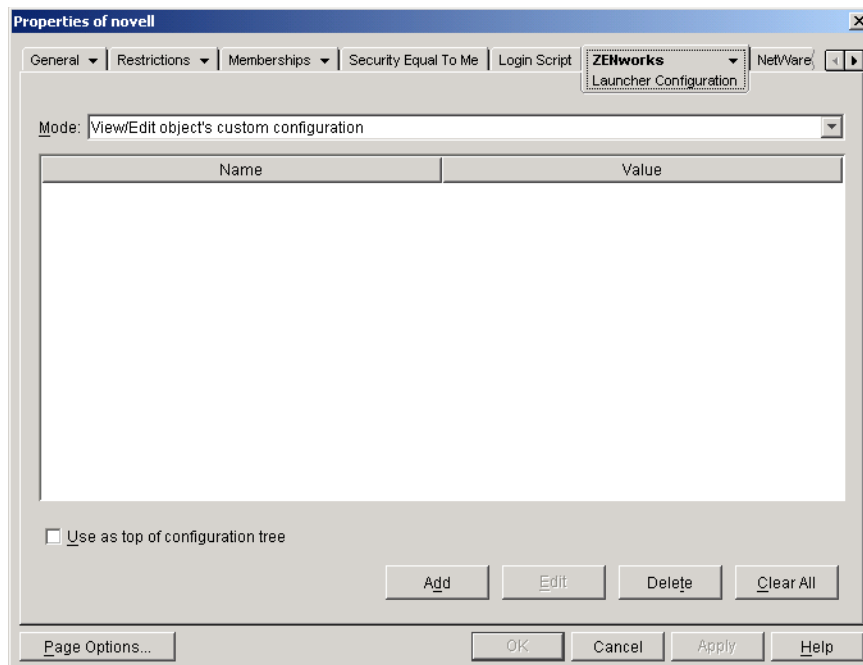 Properties of novell
General Restrictions Memberships Security Equal To Me Login Script ZENworks NetWare
Launcher Configuration
Mode: View/Edit object's custom configuration
Name Value
Use as top of configuration tree
Add Edit Delete Clear All
Page Options... OK Cancel Apply Help